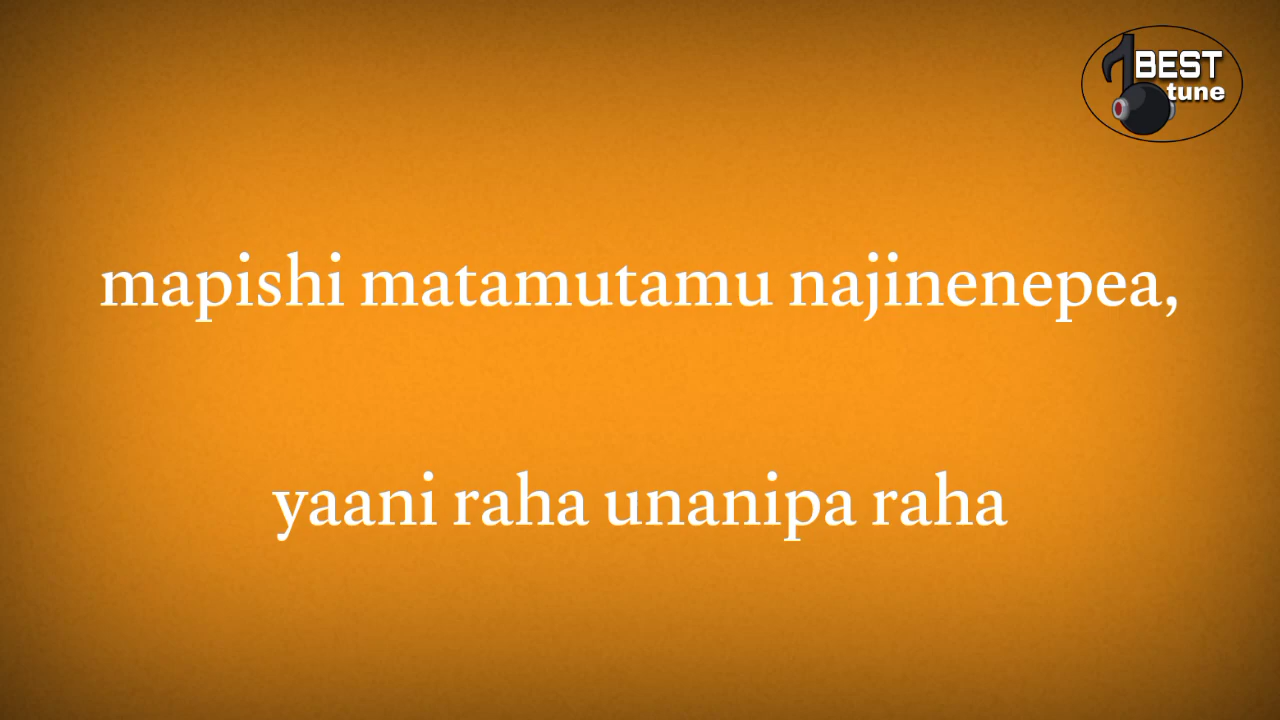 BEST
tune
mapishi matamutamu najinenepea,
yaani raha unanipa raha